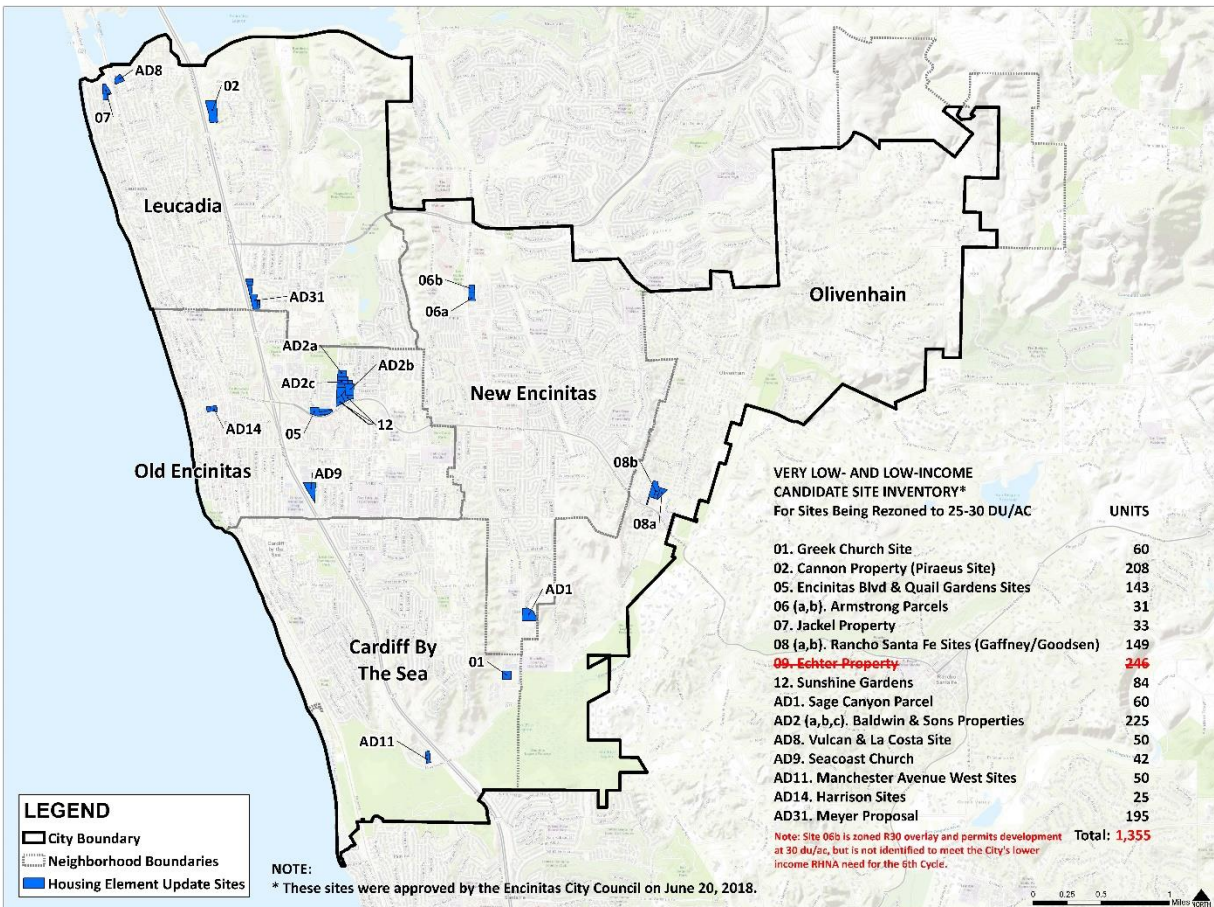 AD8
02
07
Leucadia
06b
06a
Olivenhain
AD31
AD2a
AD2b
AD2c
New Encinitas
12
AD14
05
Old Encinitas
AD9
08b
08a
VERY LOW- AND LOW-INCOME
CANDIDATE SITE INVENTORY*
For Sites Being Rezoned to 25-30 DU/AC UNITS
01. Greek Church Site 60
02. Cannon Property (Piraeus Site) 208
05. Encinitas Blvd & Quail Gardens Sites 143
06 (a,b). Armstrong Parcels 31
07. Jackel Property 33
08 (a,b). Rancho Santa Fe Sites (Gaffney/Goodsen) 149
09. Echter Property 246
12. Sunshine Gardens 84
AD1. Sage Canyon Parcel 60
AD2 (a,b,c). Baldwin & Sons Properties 225
AD8. Vulcan & La Costa Site 50
AD9. Seacoast Church 42
AD11. Manchester Avenue West Sites 50
AD14. Harrison Sites 25
AD31. Meyer Proposal 195
Note: Site 06b is zoned R30 overlay and permits development
at 30 du/ac, but is not identified to meet the City's lower
income RHNA need for the 6th Cycle.
Total: 1,355
AD1
Cardiff By
The Sea
01
AD11
LEGEND
City Boundary
Neighborhood Boundaries
Housing Element Update Sites
NOTE:
* These sites were approved by the Encinitas City Council on June 20, 2018.
0 0.25 0.5 1
Miles
NORTH